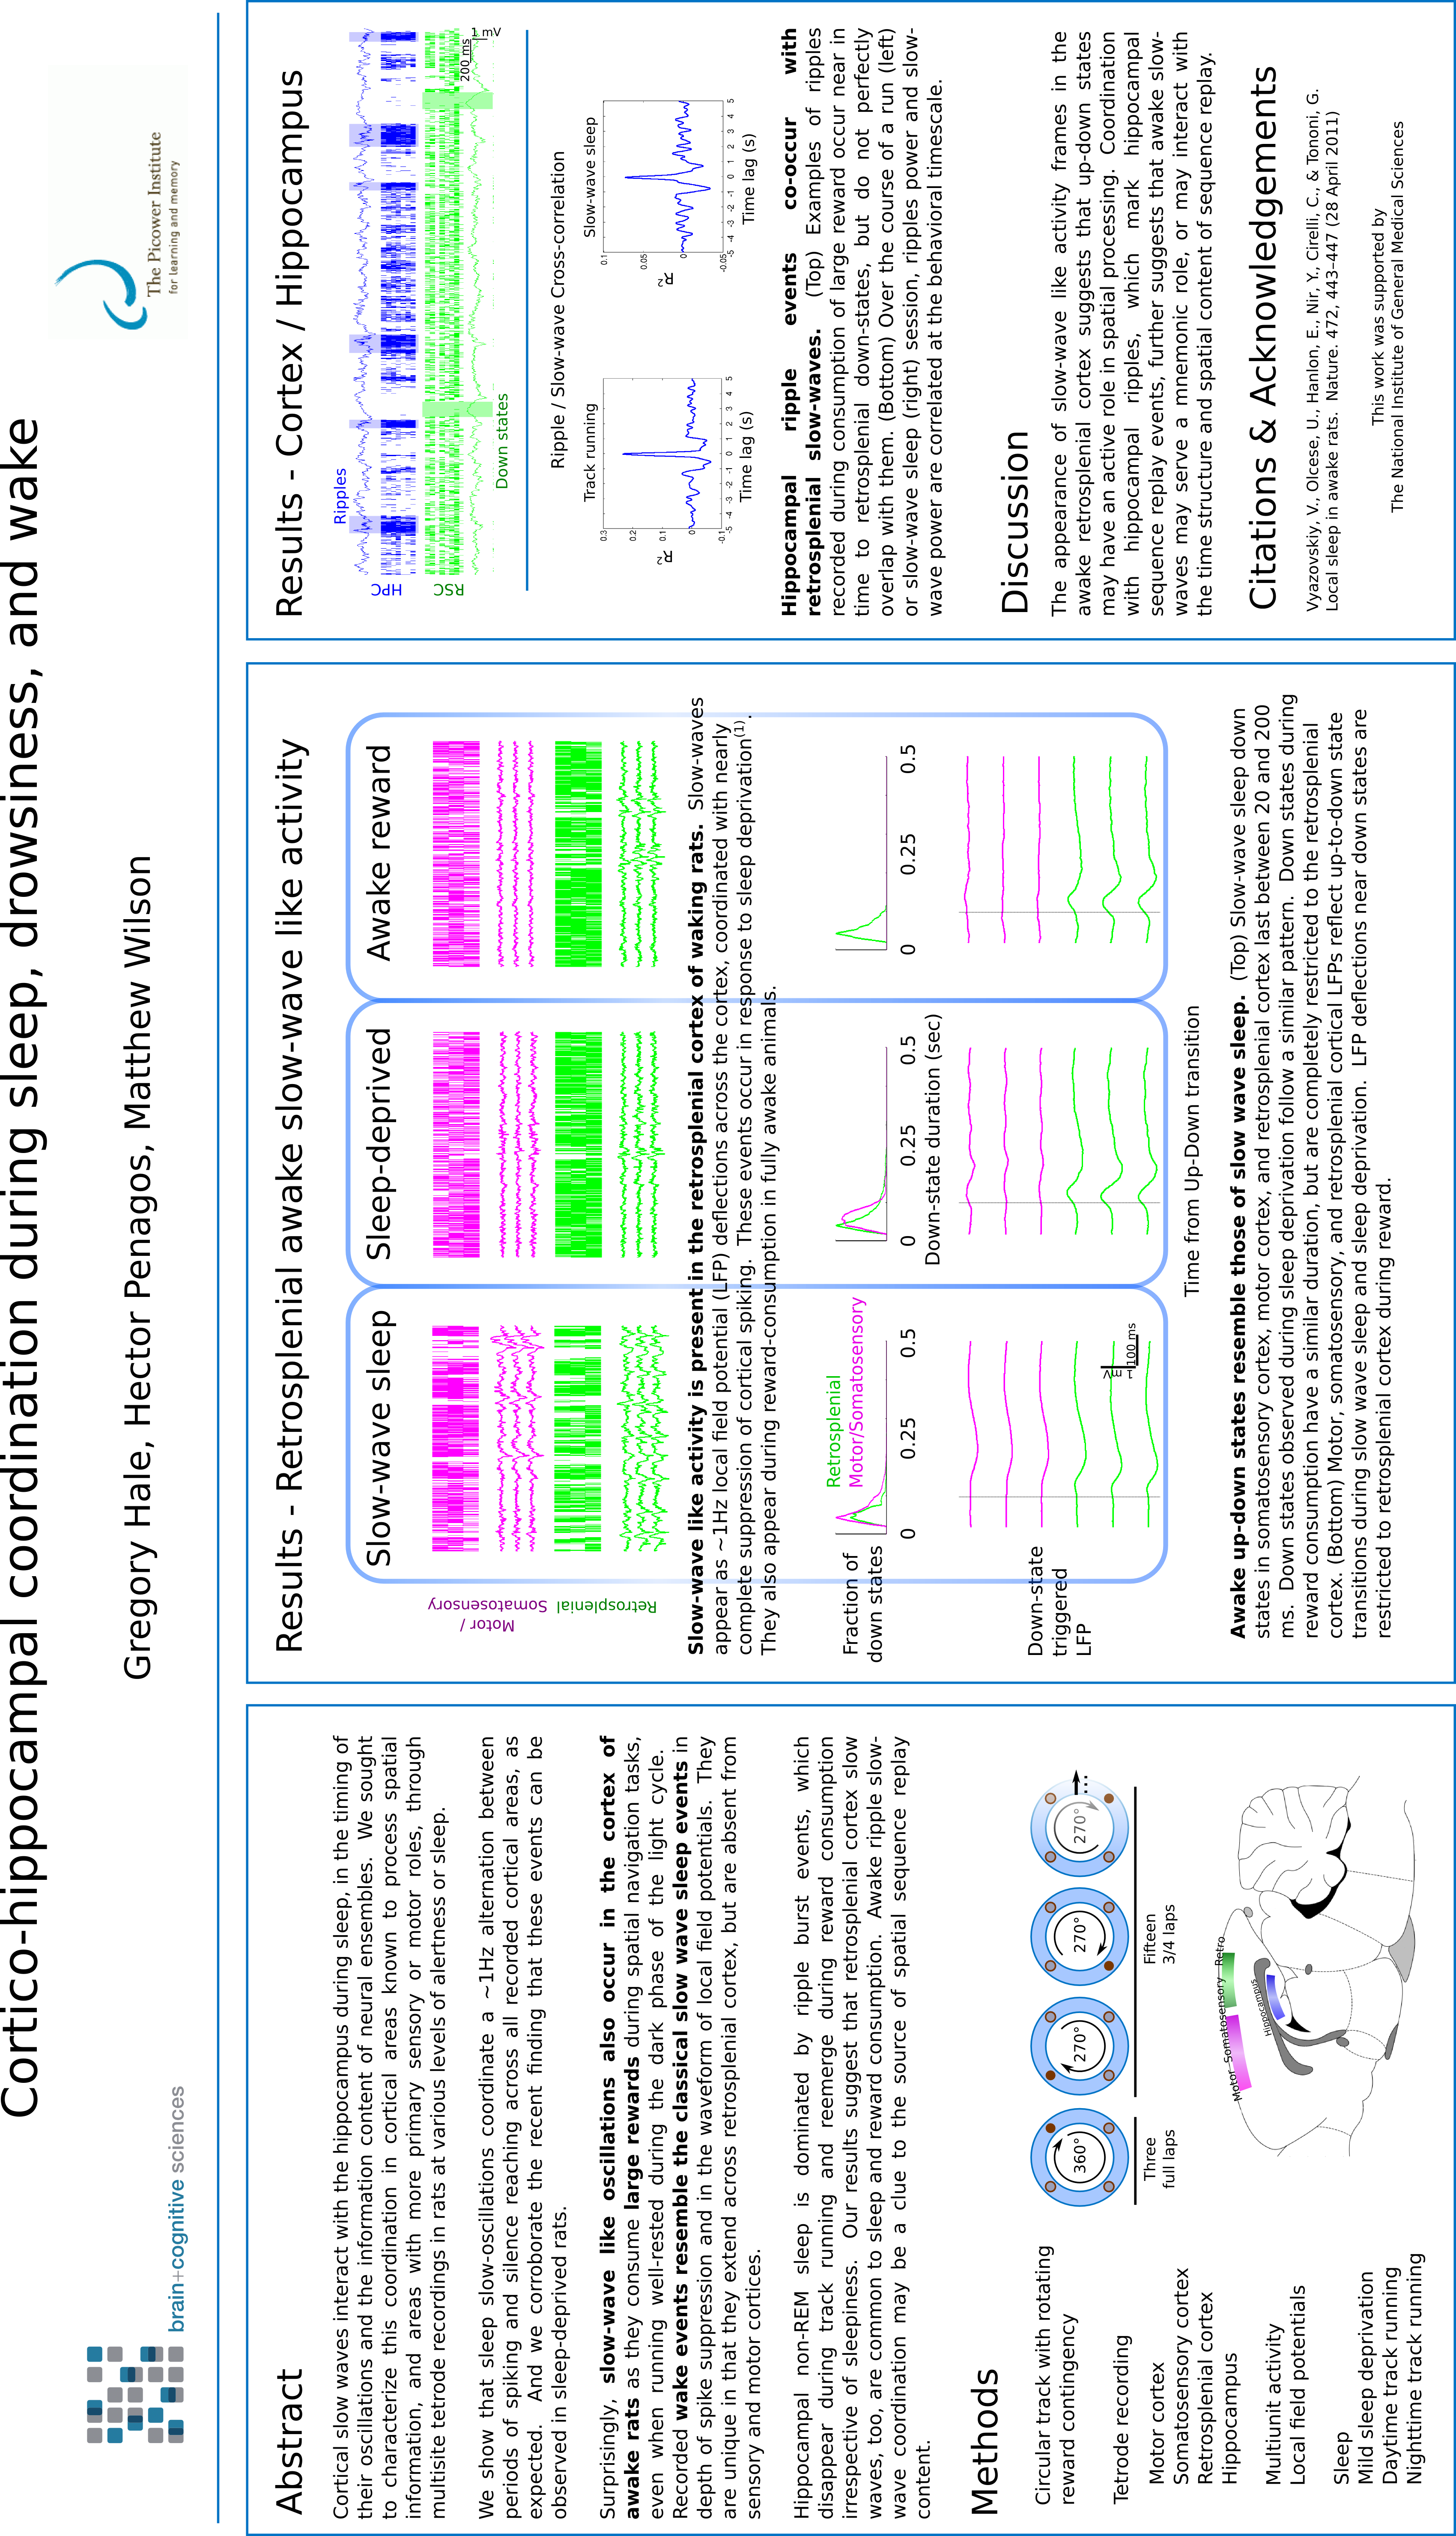 Cortico-hippocampal coordination during sleep, drowsiness, and wake
Gregory Hale, Hector Penagos, Matthew Wilson
brain+cognitive sciences
The Picower Institute
for learning and memory
Abstract
Cortical slow waves interact with the hippocampus during sleep, in the timing of
their oscillations and the information content of neural ensembles. We sought
to characterize this coordination in cortical areas known to process spatial
information, and areas with more primary sensory or motor roles, through
multisite tetrode recordings in rats at various levels of alertness or sleep.
We show that sleep slow-oscillations coordinate a ~1Hz alternation between
periods of spiking and silence reaching across all recorded cortical areas, as
expected. And we corroborate the recent finding that these events can be
observed in sleep-deprived rats.
Surprisingly, slow-wave like oscillations also occur in the cortex of
awake rats as they consume large rewards during spatial navigation tasks,
even when running well-rested during the dark phase of the light cycle.
Recorded wake events resemble the classical slow wave sleep events in
depth of spike suppression and in the waveform of local field potentials. They
are unique in that they extend across retrosplenial cortex, but are absent from
sensory and motor cortices.
Hippocampal non-REM sleep is dominated by ripple burst events, which
disappear during track running and reemerge during reward consumption
irrespective of sleepiness. Our results suggest that retrosplenial cortex slow
waves, too, are common to sleep and reward consumption. Awake ripple slow-
wave coordination may be a clue to the source of spatial sequence replay
content.
Methods
Circular track with rotating
reward contingency
Tetrode recording
Motor cortex
Somatosensory cortex
Retrosplenial cortex
Hippocampus
Multiunit activity
Local field potentials
Sleep
Mild sleep deprivation
Daytime track running
Nighttime track running
360°
270°
270°
270°
...
Three
full laps
Fifteen
3/4 laps
Motor
Somatosensory
Retro
Hippocampus
Results - Retrosplenial awake slow-wave like activity
Slow-wave sleep
Sleep-deprived
Awake reward
Motor /
Somatosensory
Retrosplenial
Slow-wave like activity is present in the retrosplenial cortex of waking rats. Slow-waves
appear as ~1Hz local field potential (LFP) deflections across the cortex, coordinated with nearly
complete suppression of cortical spiking. These events occur in response to sleep deprivation(1).
They also appear during reward-consumption in fully awake animals.
Fraction of
down states
Retrosplenial
Motor/Somatosensory
0 0.25 0.5
0 0.25 0.5
0 0.25 0.5
Down-state duration (sec)
Down-state
triggered
LFP
1 mV
100 ms
Time from Up-Down transition
Awake up-down states resemble those of slow wave sleep. (Top) Slow-wave sleep down
states in somatosensory cortex, motor cortex, and retrosplenial cortex last between 20 and 200
ms. Down states observed during sleep deprivation follow a similar pattern. Down states during
reward consumption have a similar duration, but are completely restricted to the retrosplenial
cortex. (Bottom) Motor, somatosensory, and retrosplenial cortical LFPs reflect up-to-down state
transitions during slow wave sleep and sleep deprivation. LFP deflections near down states are
restricted to retrosplenial cortex during reward.
Results - Cortex / Hippocampus
Ripples
HPC
RSC
Down states
200 ms
1 mV
Ripple / Slow-wave Cross-correlation
Track running
0.3
0.2
0.1
0
-0.1
R²
-5 -4 -3 -2 -1 0 1 2 3 4 5
Time lag (s)
Slow-wave sleep
0.1
0.05
0
-0.05
R²
-5 -4 -3 -2 -1 0 1 2 3 4 5
Time lag (s)
Hippocampal ripple events co-occur with
retrosplenial slow-waves. (Top) Examples of ripples
recorded during consumption of large reward occur near in
time to retrosplenial down-states, but do not perfectly
overlap with them. (Bottom) Over the course of a run (left)
or slow-wave sleep (right) session, ripples power and slow-
wave power are correlated at the behavioral timescale.
Discussion
The appearance of slow-wave like activity frames in the
awake retrosplenial cortex suggests that up-down states
may have an active role in spatial processing. Coordination
with hippocampal ripples, which mark hippocampal
sequence replay events, further suggests that awake slow-
waves may serve a mnemonic role, or may interact with
the time structure and spatial content of sequence replay.
Citations & Acknowledgements
Vyazovskiy, V., Olcese, U., Hanlon, E., Nir, Y., Cirelli, C., & Tononi, G.
Local sleep in awake rats. Nature. 472, 443–447 (28 April 2011)
This work was supported by
The National Institute of General Medical Sciences